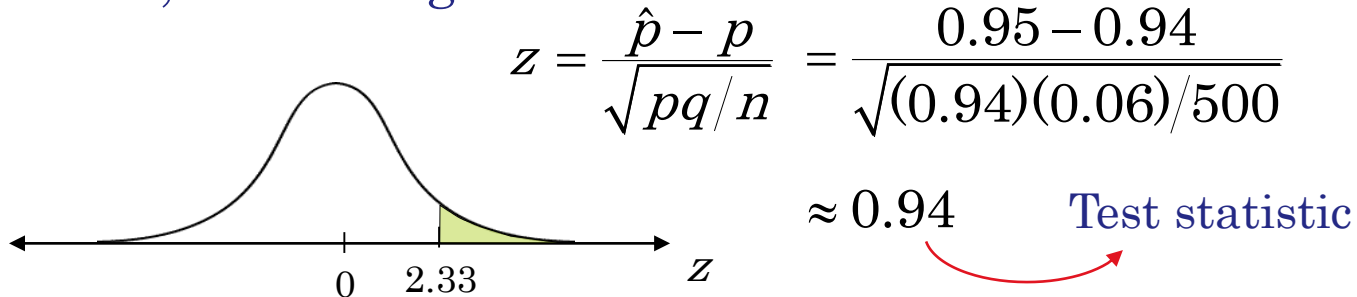 z = (p̂ − p) / √(pq/n) = (0.95 − 0.94) / √((0.94)(0.06)/500)
≈ 0.94 Test statistic
0 2.33 z